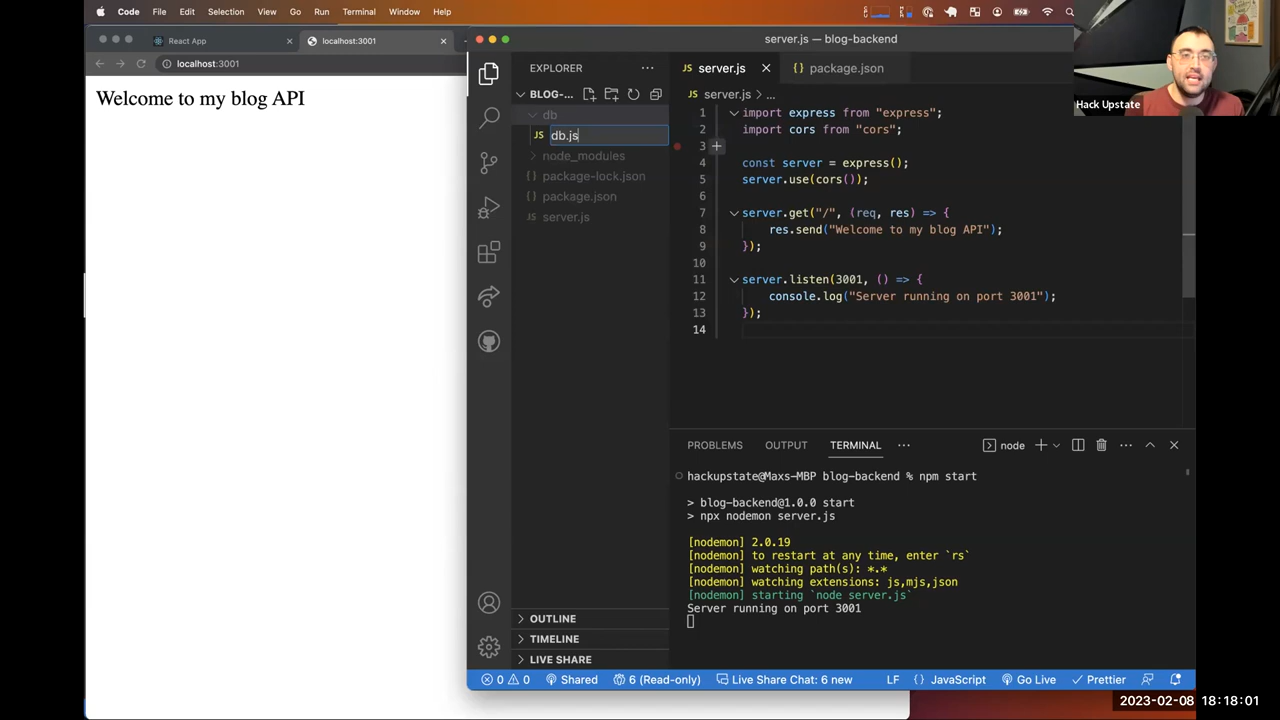 Code File Edit Selection View Go Run Terminal Window Help
React App
localhost:3001
localhost:3001
Welcome to my blog API
server.js — blog-backend
EXPLORER
BLOG-...
db
JS db.js
node_modules
package-lock.json
package.json
server.js
OUTLINE
TIMELINE
LIVE SHARE
JS server.js
{} package.json
JS server.js > ...
1 import express from "express";
2 import cors from "cors";
3
4 const server = express();
5 server.use(cors());
6
7 server.get("/", (req, res) => {
8 res.send("Welcome to my blog API");
9 });
10
11 server.listen(3001, () => {
12 console.log("Server running on port 3001");
13 });
14
PROBLEMS OUTPUT TERMINAL ... node
hackupstate@Maxs-MBP blog-backend % npm start
> blog-backend@1.0.0 start
> npx nodemon server.js
[nodemon] 2.0.19
[nodemon] to restart at any time, enter `rs`
[nodemon] watching path(s): *.*
[nodemon] watching extensions: js,mjs,json
[nodemon] starting `node server.js`
Server running on port 3001
0 0 Shared 6 (Read-only) Live Share Chat: 6 new LF {} JavaScript Go Live Prettier
Hack Upstate
2023-02-08 18:18:01